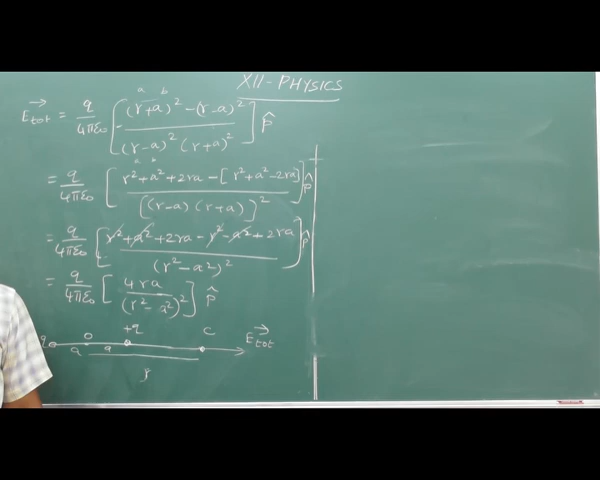 XII - PHYSICS
a b
E⃗tot = q/4πε₀ [ (r+a)² - (r-a)² / (r-a)² (r+a)² ] p̂
a b
= q/4πε₀ [ r² + a² + 2ra - [r² + a² - 2ra] / [(r-a) (r+a)]² ] p̂
= q/4πε₀ [ r² + a² + 2ra - r² - a² + 2ra / (r² - a²)² ] p̂
= q/4πε₀ [ 4ra / (r² - a²)² ] p̂
q O +q C E⃗tot
a a
r